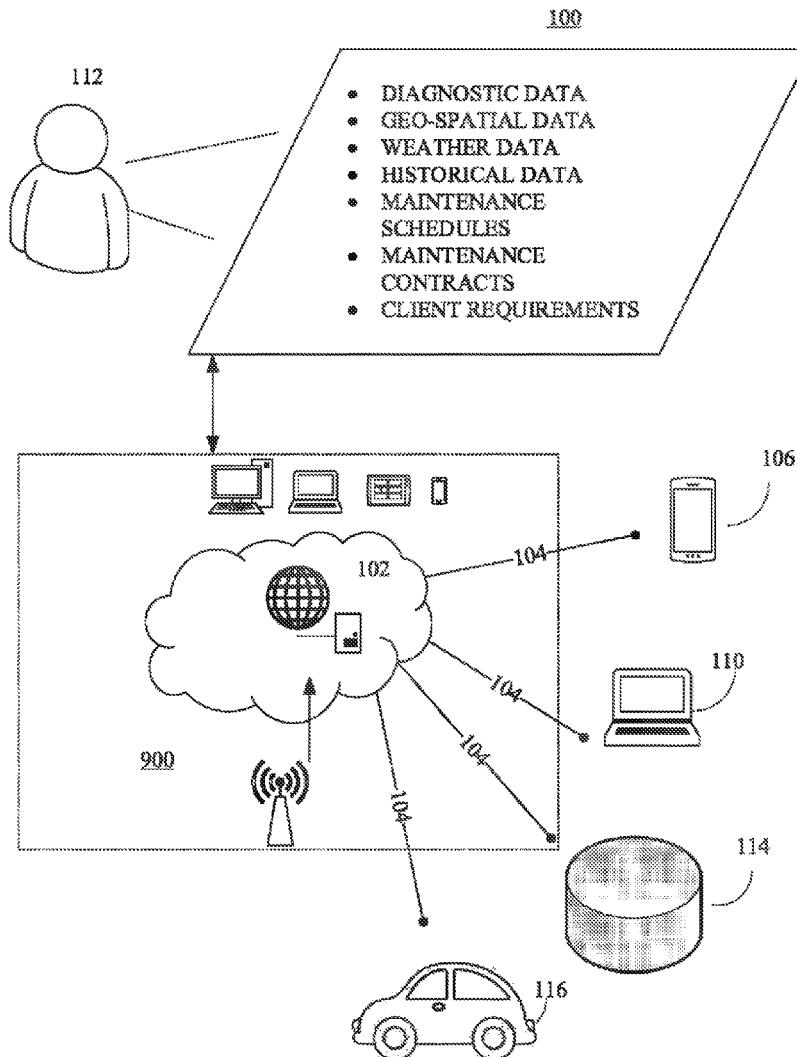 100
112
• DIAGNOSTIC DATA
• GEO-SPATIAL DATA
• WEATHER DATA
• HISTORICAL DATA
• MAINTENANCE
SCHEDULES
• MAINTENANCE
CONTRACTS
• CLIENT REQUIREMENTS
106
102
104
110
104
104
900
104
114
116